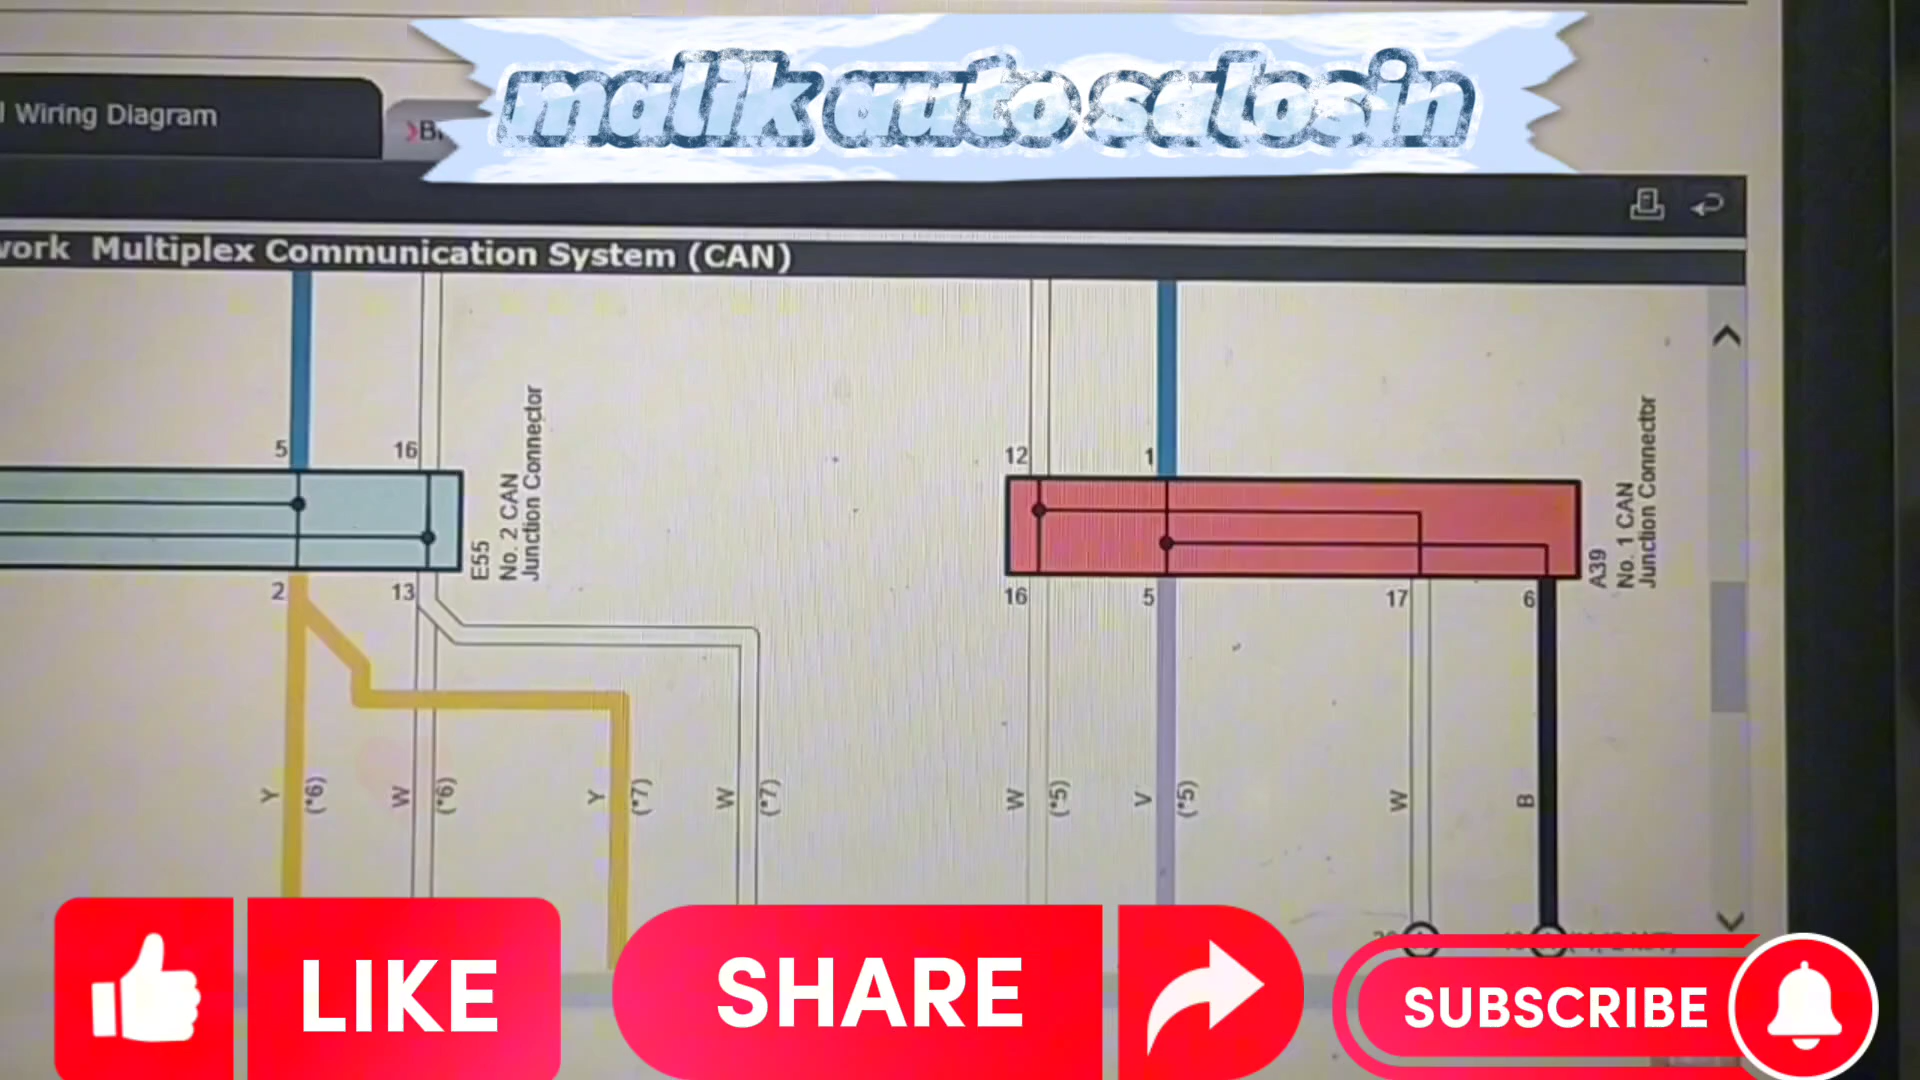 malik auto salosin
l Wiring Diagram
work Multiplex Communication System (CAN)
5
16
12
1
E55
No. 2 CAN
Junction Connector
A39
No. 1 CAN
Junction Connector
2
13
16
5
17
6
Y
(*6)
W
(*6)
Y
(*7)
W
(*7)
W
(*5)
V
(*5)
W
B
LIKE
SHARE
SUBSCRIBE